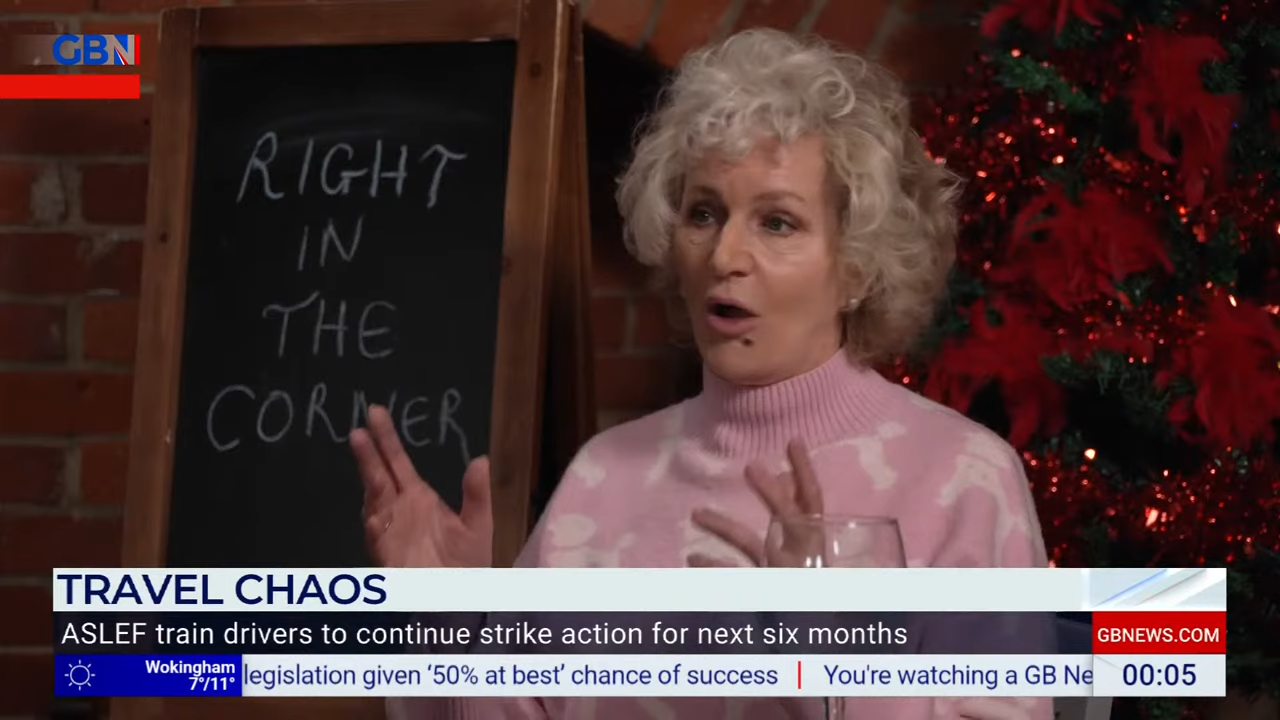 GBN
RIGHT
IN
THE
CORNER
TRAVEL CHAOS
ASLEF train drivers to continue strike action for next six months
GBNEWS.COM
Wokingham
7°/11°
legislation given ‘50% at best’ chance of success | You're watching a GB Ne
00:05